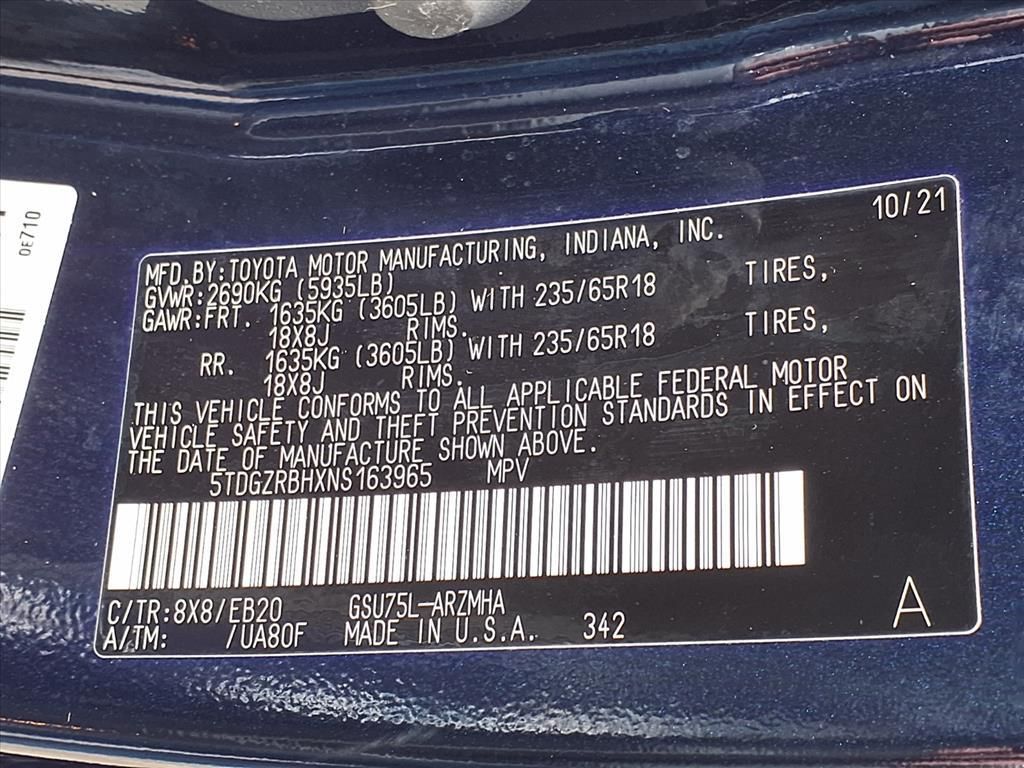 0E710
10/21
MFD.BY:TOYOTA MOTOR MANUFACTURING, INDIANA, INC.
GVWR:2690KG (5935LB)
GAWR:FRT. 1635KG (3605LB) WITH 235/65R18 TIRES,
18X8J RIMS.
RR. 1635KG (3605LB) WITH 235/65R18 TIRES,
18X8J RIMS.
THIS VEHICLE CONFORMS TO ALL APPLICABLE FEDERAL MOTOR
VEHICLE SAFETY AND THEFT PREVENTION STANDARDS IN EFFECT ON
THE DATE OF MANUFACTURE SHOWN ABOVE.
5TDGZRBHXNS163965 MPV
C/TR:8X8/EB20 GSU75L-ARZMHA
A/TM: /UA80F MADE IN U.S.A. 342
A